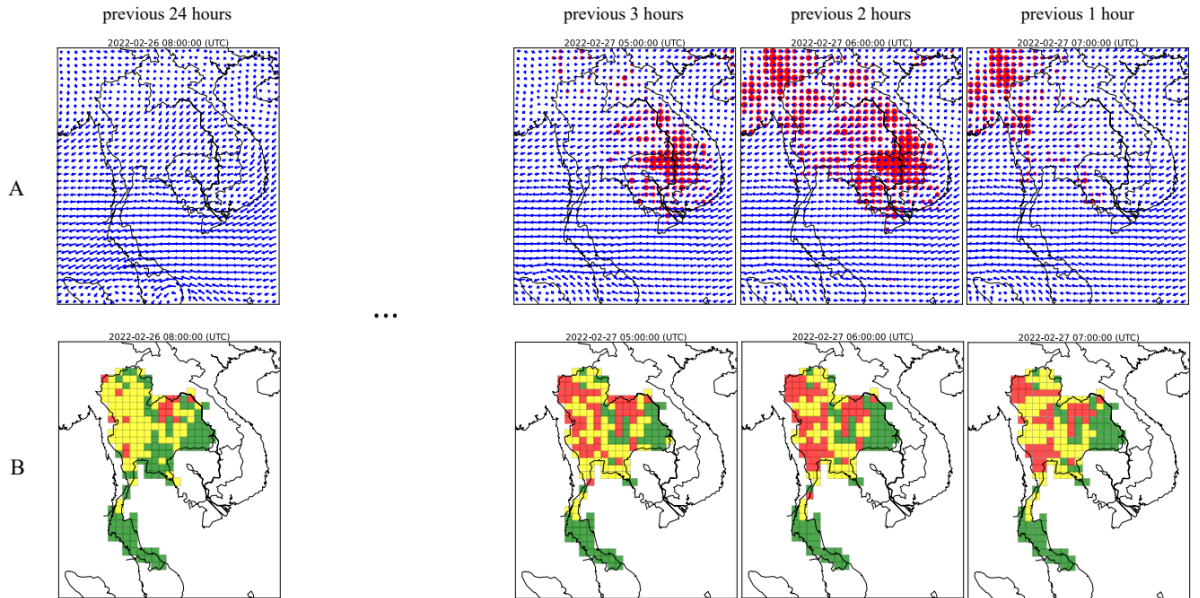 previous 24 hours
previous 3 hours
previous 2 hours
previous 1 hour
2022-02-26 08:00:00 (UTC)
2022-02-27 05:00:00 (UTC)
2022-02-27 06:00:00 (UTC)
2022-02-27 07:00:00 (UTC)
A
...
2022-02-26 08:00:00 (UTC)
2022-02-27 05:00:00 (UTC)
2022-02-27 06:00:00 (UTC)
2022-02-27 07:00:00 (UTC)
B